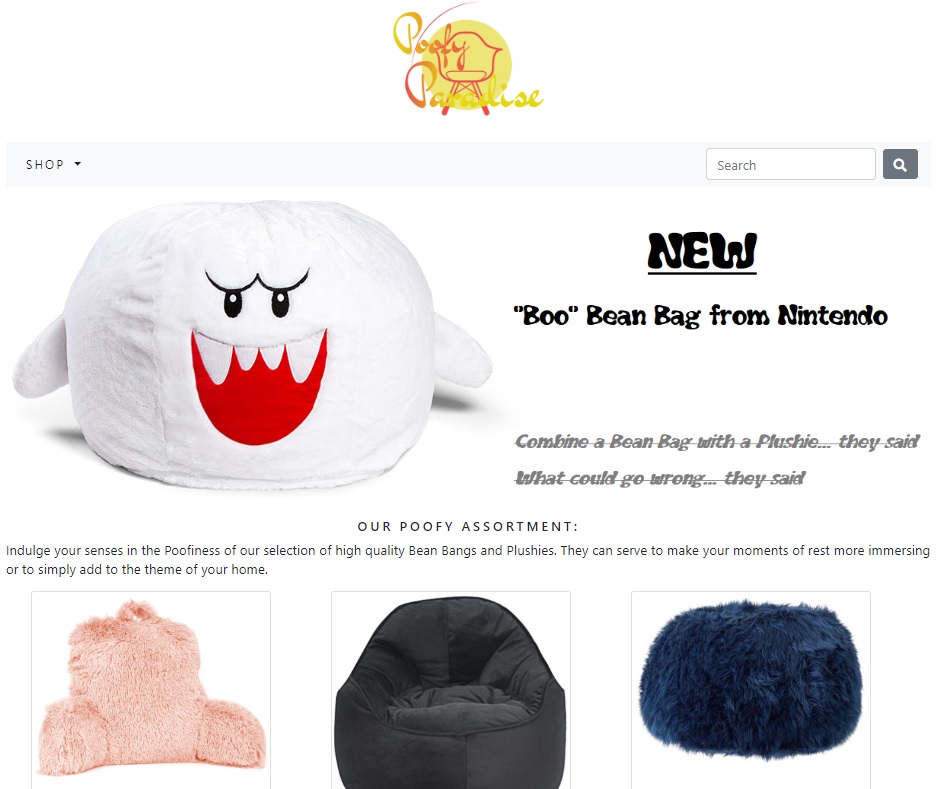 Poofy
Paradise
SHOP
Search
NEW
"Boo" Bean Bag from Nintendo
Combine a Bean Bag with a Plushie... they said
What could go wrong... they said
OUR POOFY ASSORTMENT:
Indulge your senses in the Poofiness of our selection of high quality Bean Bangs and Plushies. They can serve to make your moments of rest more immersing
or to simply add to the theme of your home.